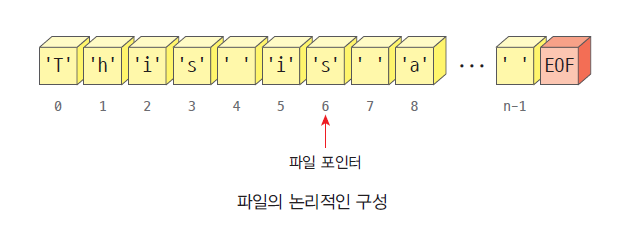 'T' 'h' 'i' 's' ' ' 'i' 's' ' ' 'a' ... ' ' EOF
0 1 2 3 4 5 6 7 8 n-1
파일 포인터
파일의 논리적인 구성